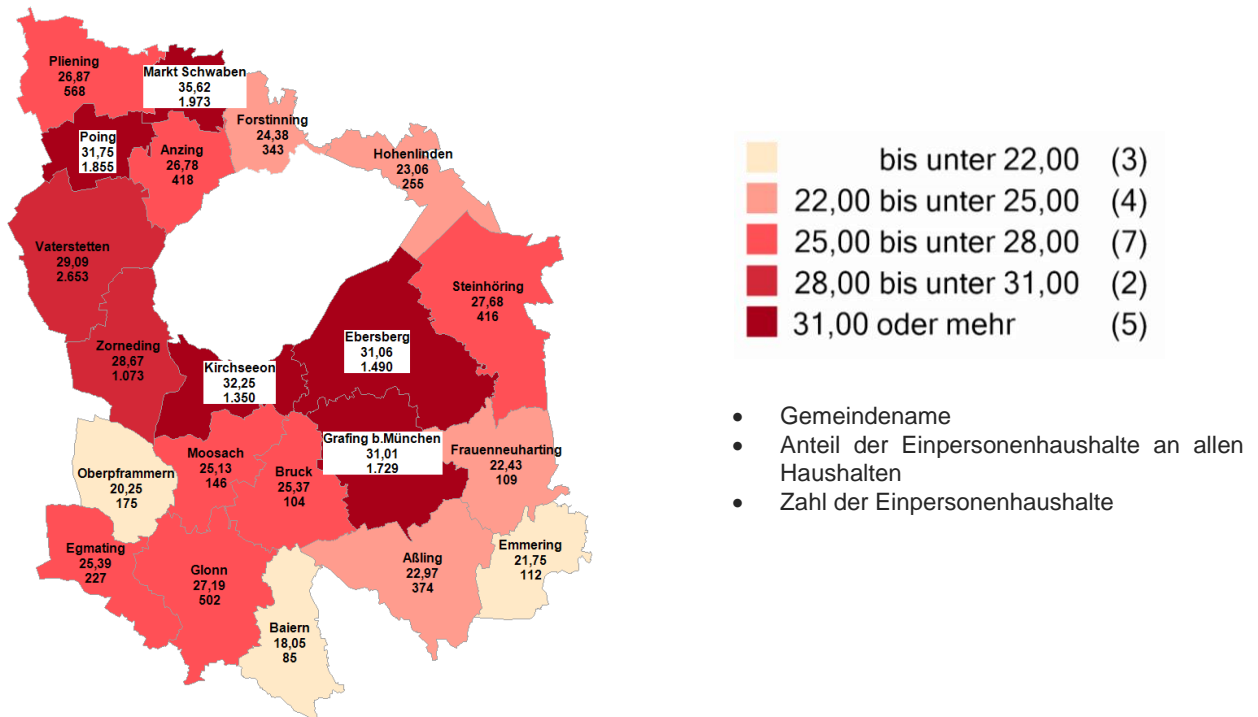 Pliening
26,87
568
Markt Schwaben
35,62
1.973
Forstinning
24,38
343
Poing
31,75
1.855
Anzing
26,78
418
Hohenlinden
23,06
255
Vaterstetten
29,09
2.653
Steinhöring
27,68
416
Zorneding
28,67
1.073
Ebersberg
31,06
1.490
Kirchseeon
32,25
1.350
Grafing b.München
31,01
1.729
Frauenneuharting
22,43
109
Moosach
25,13
146
Bruck
25,37
104
Oberpframmern
20,25
175
Egmating
25,39
227
Glonn
27,19
502
Aßling
22,97
374
Emmering
21,75
112
Baiern
18,05
85
bis unter 22,00 (3)
22,00 bis unter 25,00 (4)
25,00 bis unter 28,00 (7)
28,00 bis unter 31,00 (2)
31,00 oder mehr (5)
• Gemeindename
• Anteil der Einpersonenhaushalte an allen
Haushalten
• Zahl der Einpersonenhaushalte